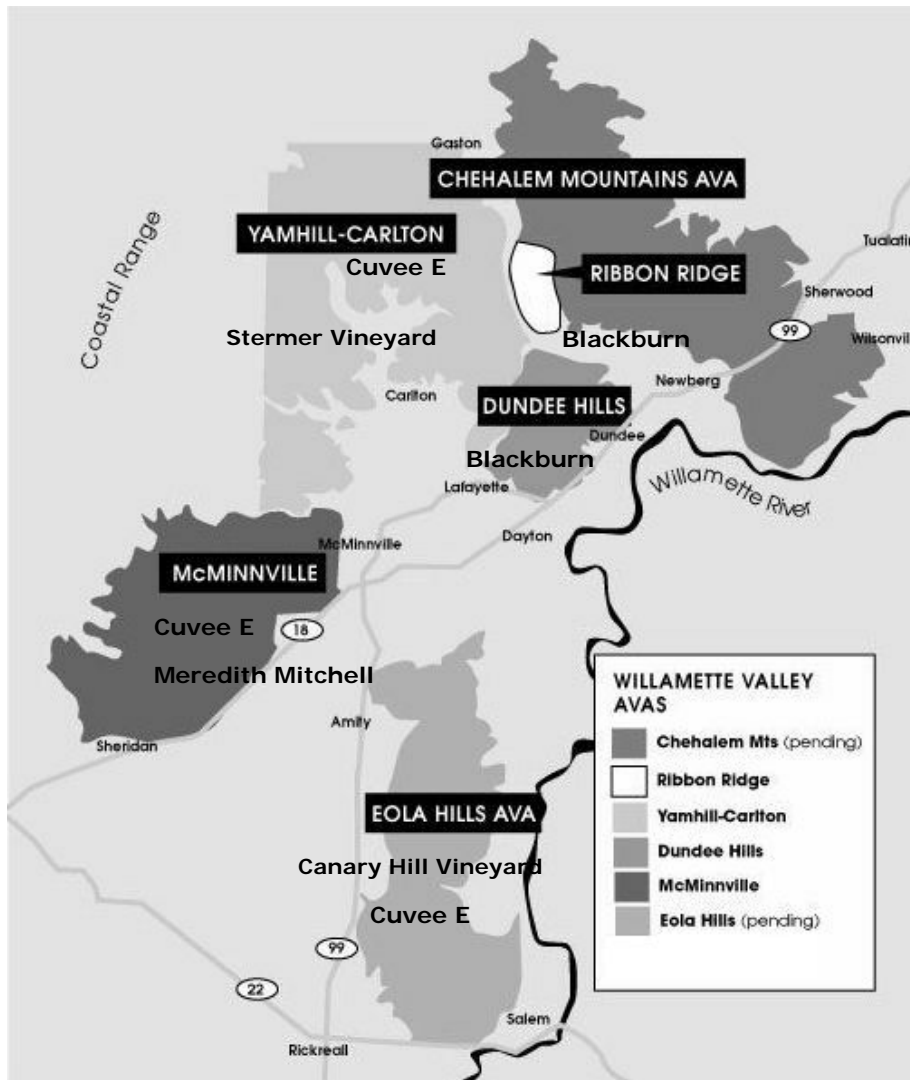 Gaston
CHEHALEM MOUNTAINS AVA
Coastal Range
YAMHILL-CARLTON
Cuvee E
Tualatin
RIBBON RIDGE
Sherwood
99
Stermer Vineyard
Blackburn
Wilsonvill
Newberg
Carlton
DUNDEE HILLS
Dundee
Blackburn
Lafayette
Willamette River
Dayton
McMinnville
McMINNVILLE
Cuvee E
18
Meredith Mitchell
Amity
Sheridan
EOLA HILLS AVA
Canary Hill Vineyard
Cuvee E
99
22
Salem
Rickreall
WILLAMETTE VALLEY
AVAS
Chehalem Mts (pending)
Ribbon Ridge
Yamhill-Carlton
Dundee Hills
McMinnville
Eola Hills (pending)